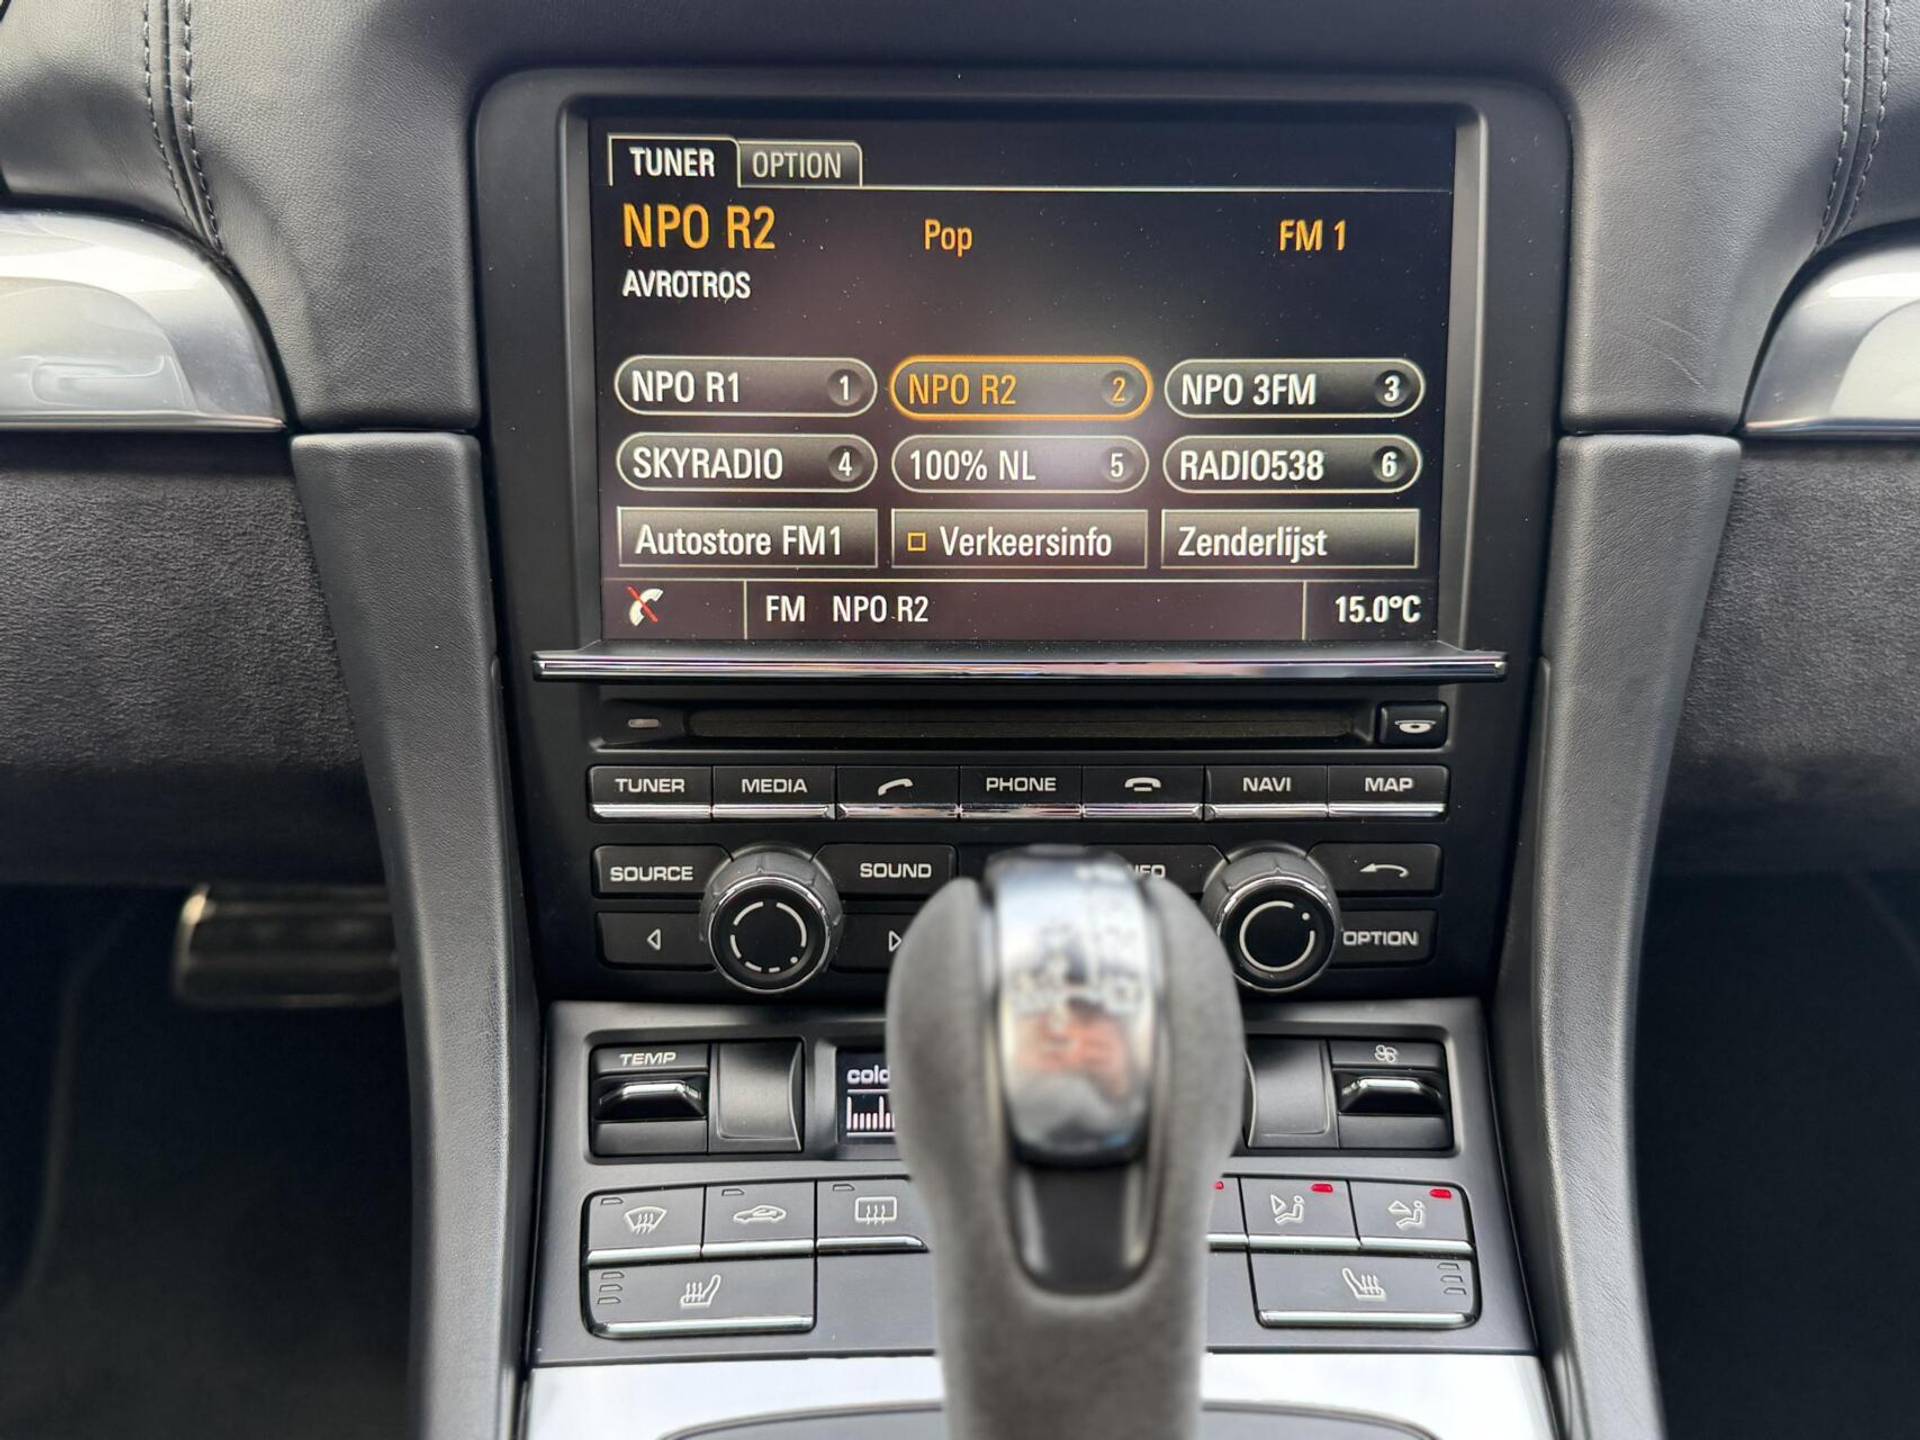 TUNER OPTION
NPO R2 Pop FM 1
AVROTROS
NPO R1 1 NPO R2 2 NPO 3FM 3
SKYRADIO 4 100% NL 5 RADIO538 6
Autostore FM1 Verkeersinfo Zenderlijst
FM NPO R2 15.0°C
TUNER MEDIA PHONE NAVI MAP
SOURCE SOUND
OPTION
TEMP